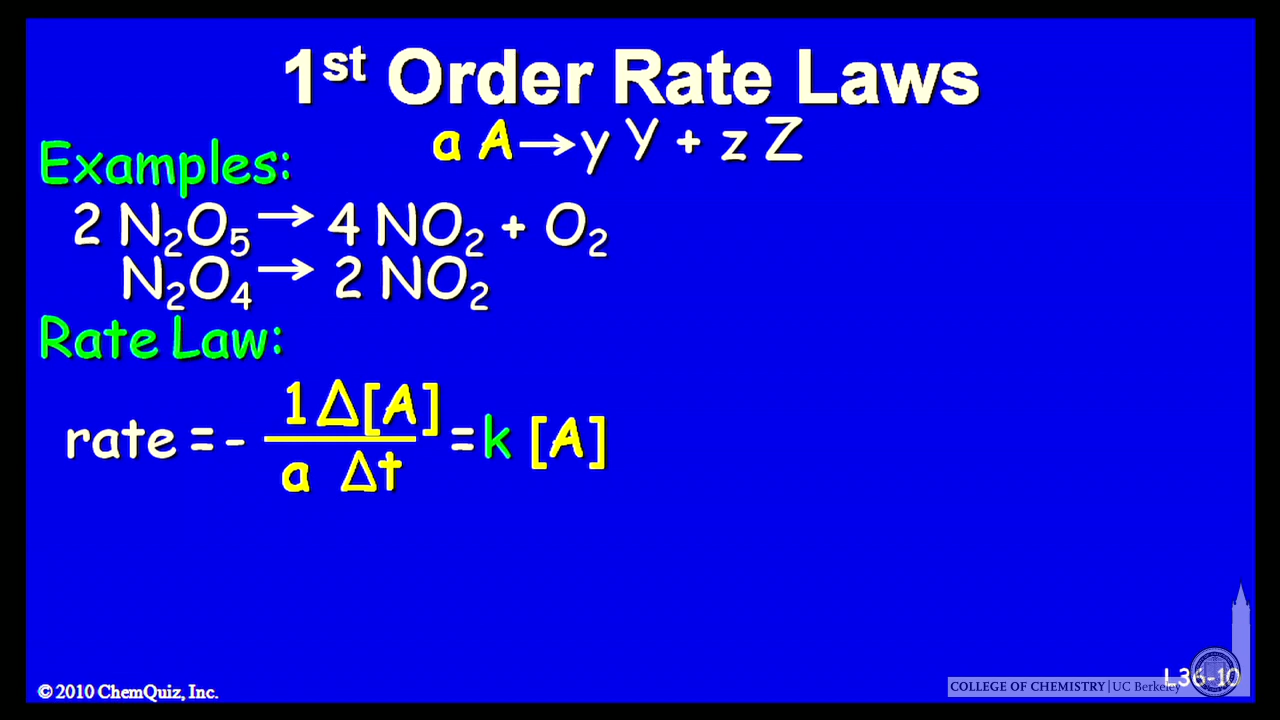 1st Order Rate Laws
a A → y Y + z Z
Examples:
2 N₂O₅ → 4 NO₂ + O₂
N₂O₄ → 2 NO₂
Rate Law:
1 Δ[A]
rate = - ─── = k [A]
a Δt
L36-10
© 2010 ChemQuiz, Inc.
COLLEGE OF CHEMISTRY | UC Berkeley